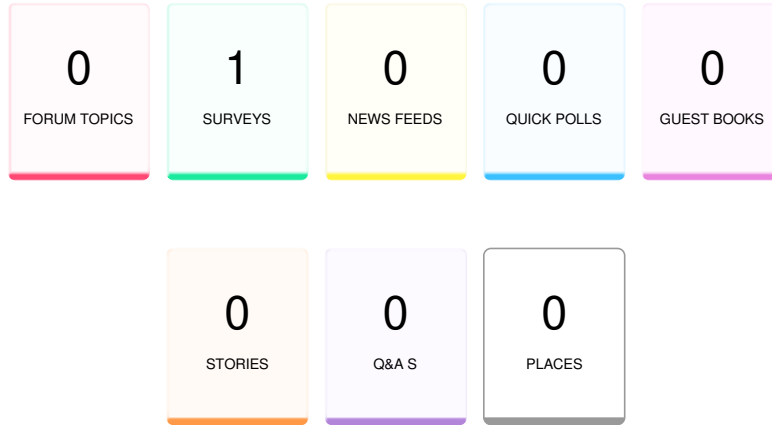 0 1 0 0 0
FORUM TOPICS SURVEYS NEWS FEEDS QUICK POLLS GUEST BOOKS
0 0 0
STORIES Q&A S PLACES